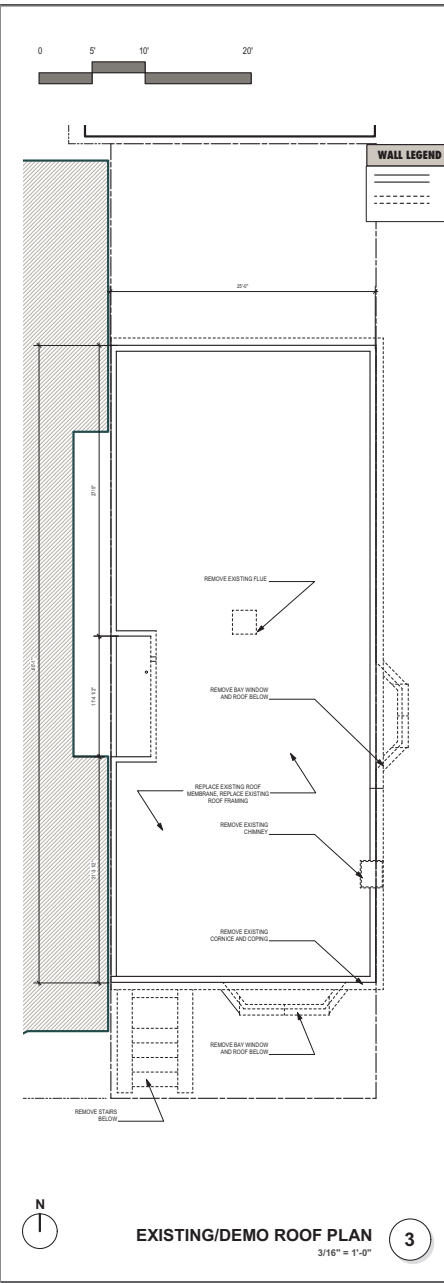 0 5' 10' 20'
WALL LEGEND
25'-0"
REMOVE EXISTING FLUE
REMOVE BAY WINDOW
AND ROOF BELOW
REPLACE EXISTING ROOF
MEMBRANE, REPLACE EXISTING
ROOF FRAMING
REMOVE EXISTING
CHIMNEY
REMOVE EXISTING
CORNICE AND COPING
REMOVE BAY WINDOW
AND ROOF BELOW
REMOVE STAIRS
BELOW
N
EXISTING/DEMO ROOF PLAN
3
3/16" = 1'-0"